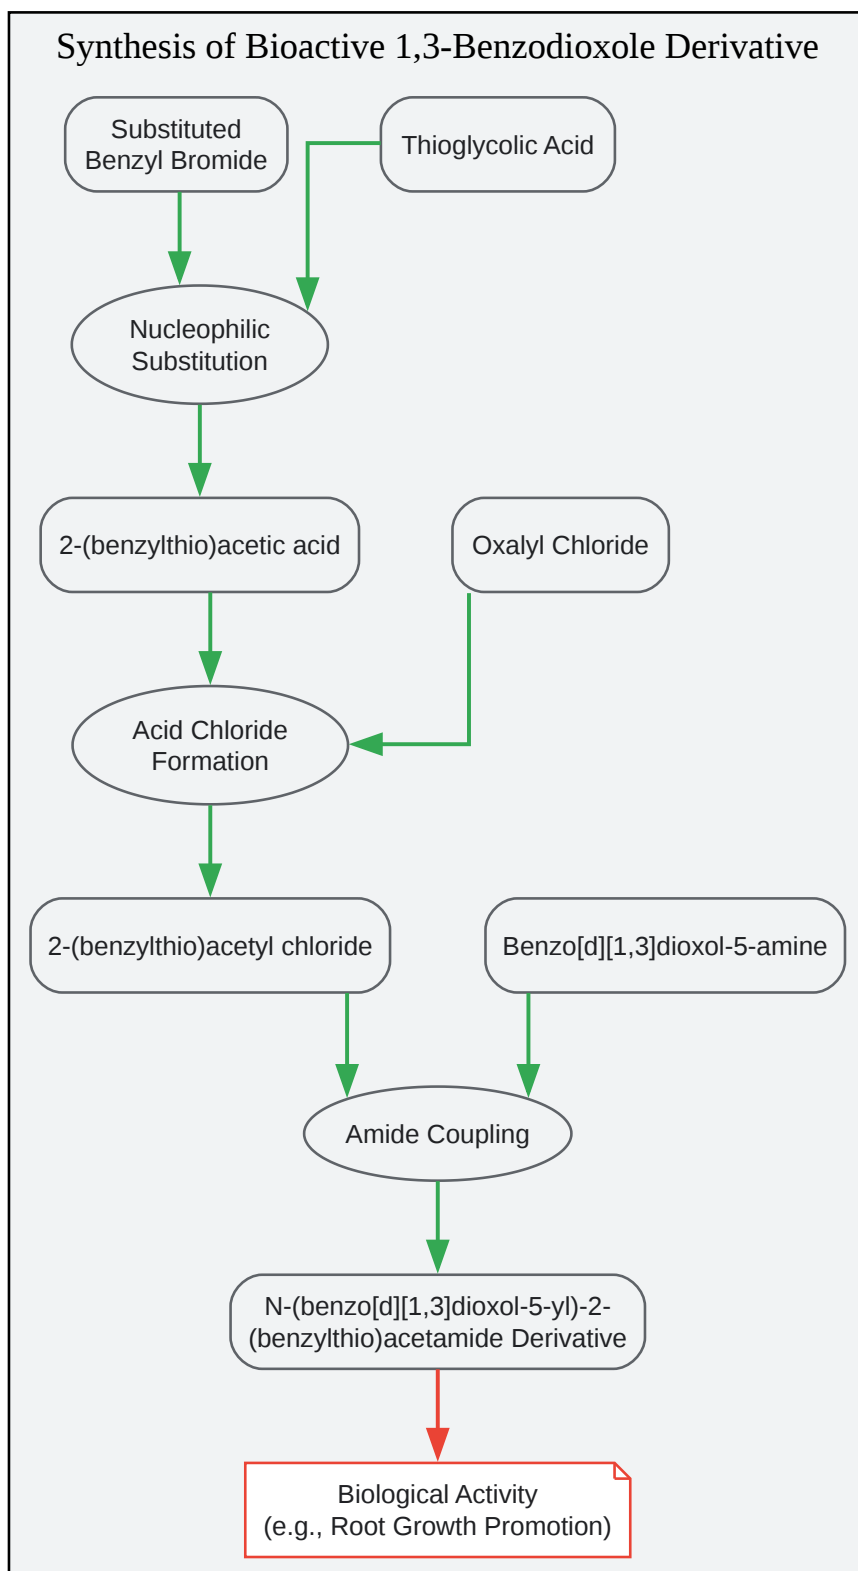 Synthesis of Bioactive 1,3-Benzodioxole Derivative
Substituted
Benzyl Bromide
Thioglycolic Acid
Nucleophilic
Substitution
2-(benzylthio)acetic acid
Oxalyl Chloride
Acid Chloride
Formation
2-(benzylthio)acetyl chloride
Benzo[d][1,3]dioxol-5-amine
Amide Coupling
N-(benzo[d][1,3]dioxol-5-yl)-2-
(benzylthio)acetamide Derivative
Biological Activity
(e.g., Root Growth Promotion)